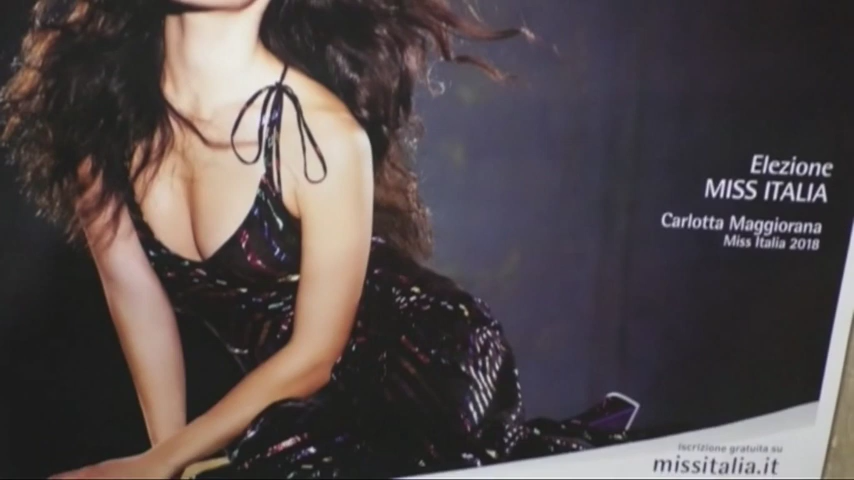 Elezione
MISS ITALIA
Carlotta Maggiorana
Miss Italia 2018
Iscrizione gratuita su
missitalia.it